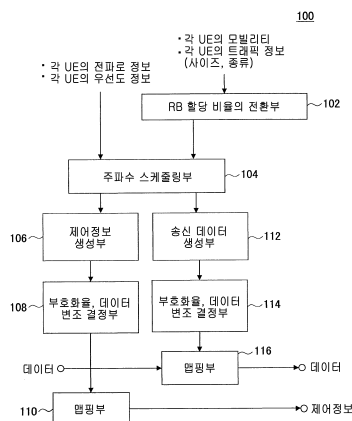 100
• 각 UE의 모빌리티
• 각 UE의 트래픽 정보
(사이즈, 종류)
• 각 UE의 전파로 정보
• 각 UE의 우선도 정보
RB 할당 비율의 전환부
102
주파수 스케줄링부
104
106
제어정보
생성부
송신 데이터
생성부
112
108
부호화율, 데이터
변조 결정부
부호화율, 데이터
변조 결정부
114
116
데이터
맵핑부
데이터
110
맵핑부
제어정보